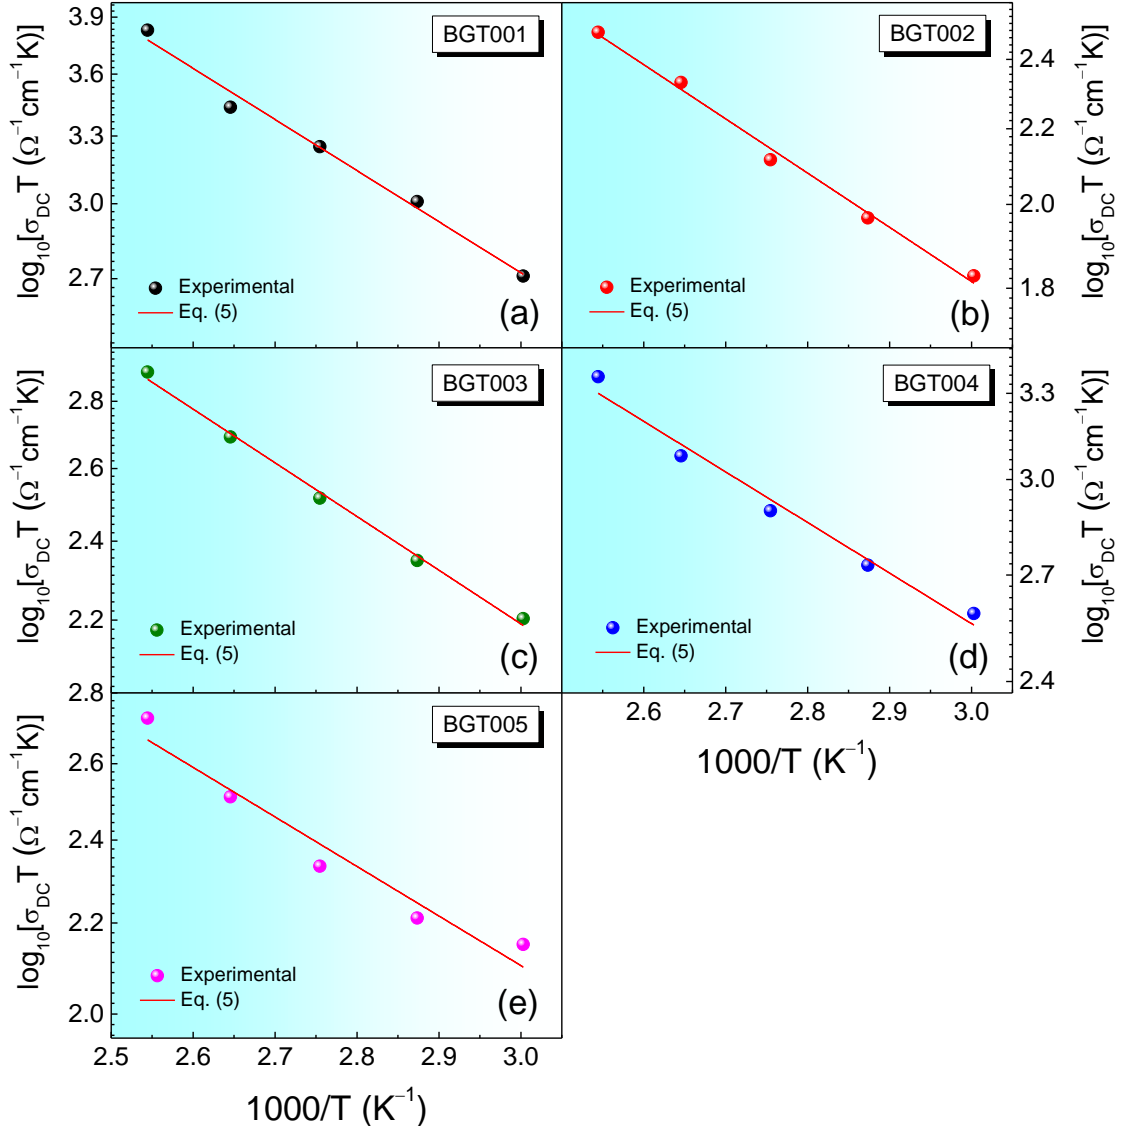 BGT001
3.9
3.6
3.3
3.0
2.7
log₁₀[σ_DC T (Ω⁻¹cm⁻¹K)]
Experimental
Eq. (5)
(a)
BGT002
2.4
2.2
2.0
1.8
log₁₀[σ_DC T (Ω⁻¹cm⁻¹K)]
Experimental
Eq. (5)
(b)
BGT003
2.8
2.6
2.4
2.2
log₁₀[σ_DC T (Ω⁻¹cm⁻¹K)]
Experimental
Eq. (5)
(c)
BGT004
3.3
3.0
2.7
2.4
log₁₀[σ_DC T (Ω⁻¹cm⁻¹K)]
Experimental
Eq. (5)
(d)
2.6 2.7 2.8 2.9 3.0
1000/T (K⁻¹)
BGT005
2.8
2.6
2.4
2.2
2.0
log₁₀[σ_DC T (Ω⁻¹cm⁻¹K)]
Experimental
Eq. (5)
(e)
2.5 2.6 2.7 2.8 2.9 3.0
1000/T (K⁻¹)